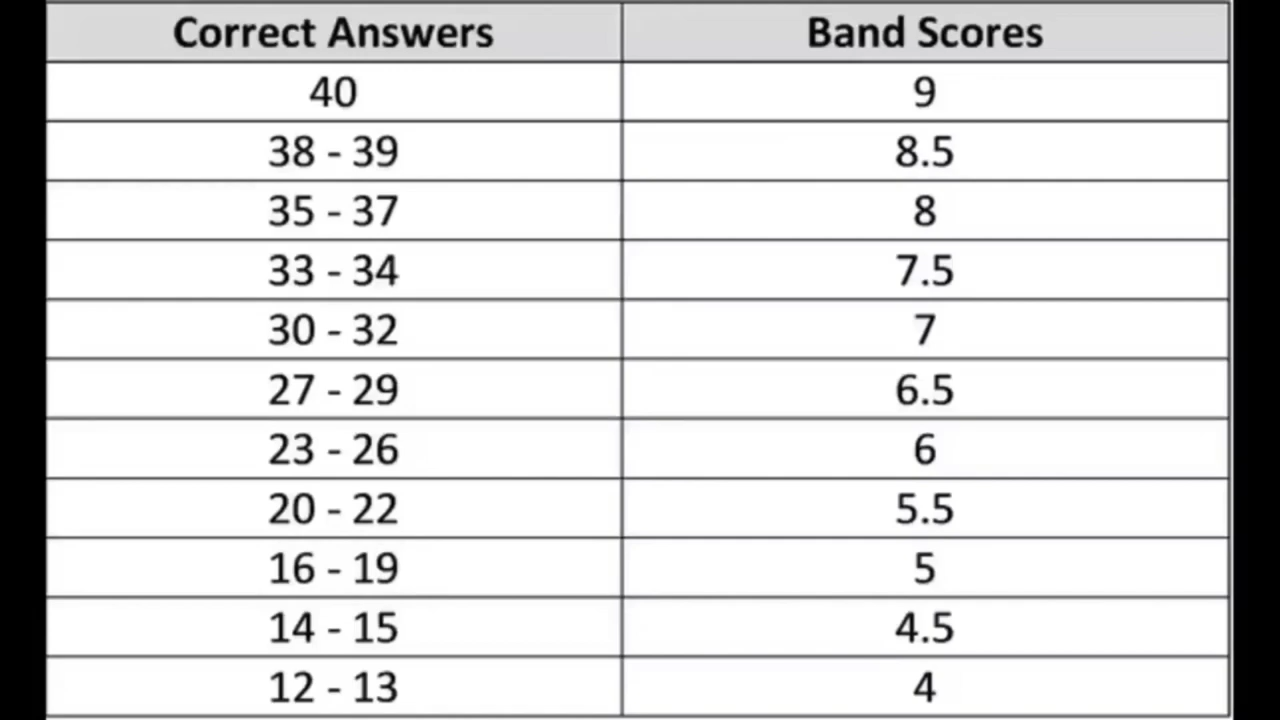 Correct Answers Band Scores
40 9
38 - 39 8.5
35 - 37 8
33 - 34 7.5
30 - 32 7
27 - 29 6.5
23 - 26 6
20 - 22 5.5
16 - 19 5
14 - 15 4.5
12 - 13 4